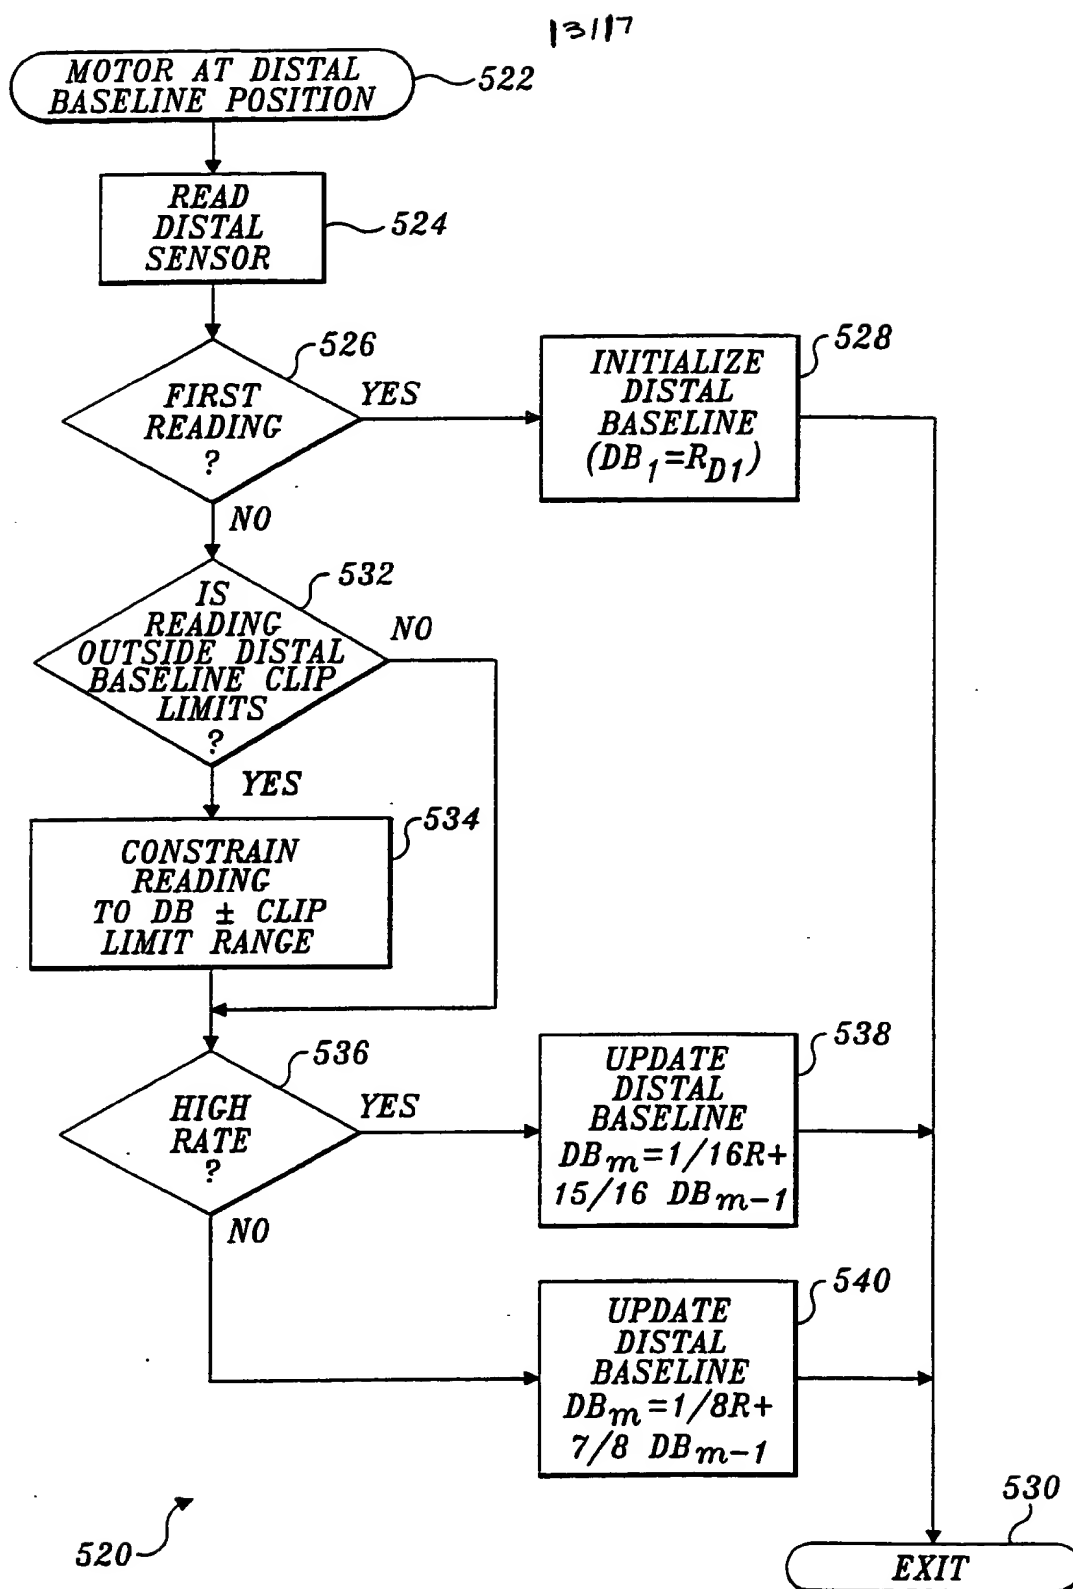 13/17
MOTOR AT DISTAL
BASELINE POSITION
522
READ
DISTAL
SENSOR
524
FIRST
READING
?
526
YES
NO
INITIALIZE
DISTAL
BASELINE
(DB1=RD1)
528
IS
READING
OUTSIDE DISTAL
BASELINE CLIP
LIMITS
?
532
NO
YES
CONSTRAIN
READING
TO DB ± CLIP
LIMIT RANGE
534
HIGH
RATE
?
536
YES
NO
UPDATE
DISTAL
BASELINE
DBm=1/16R+
15/16 DBm-1
538
UPDATE
DISTAL
BASELINE
DBm=1/8R+
7/8 DBm-1
540
520
530
EXIT